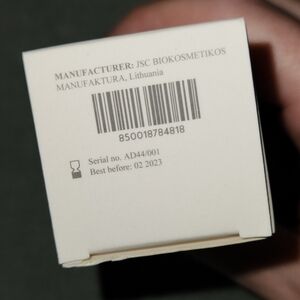 MANUFACTURER: JSC BIOKOSMETIKOS
MANUFAKTURA, Lithuania
850018784818
Serial no. AD44/001
Best before: 02 2023